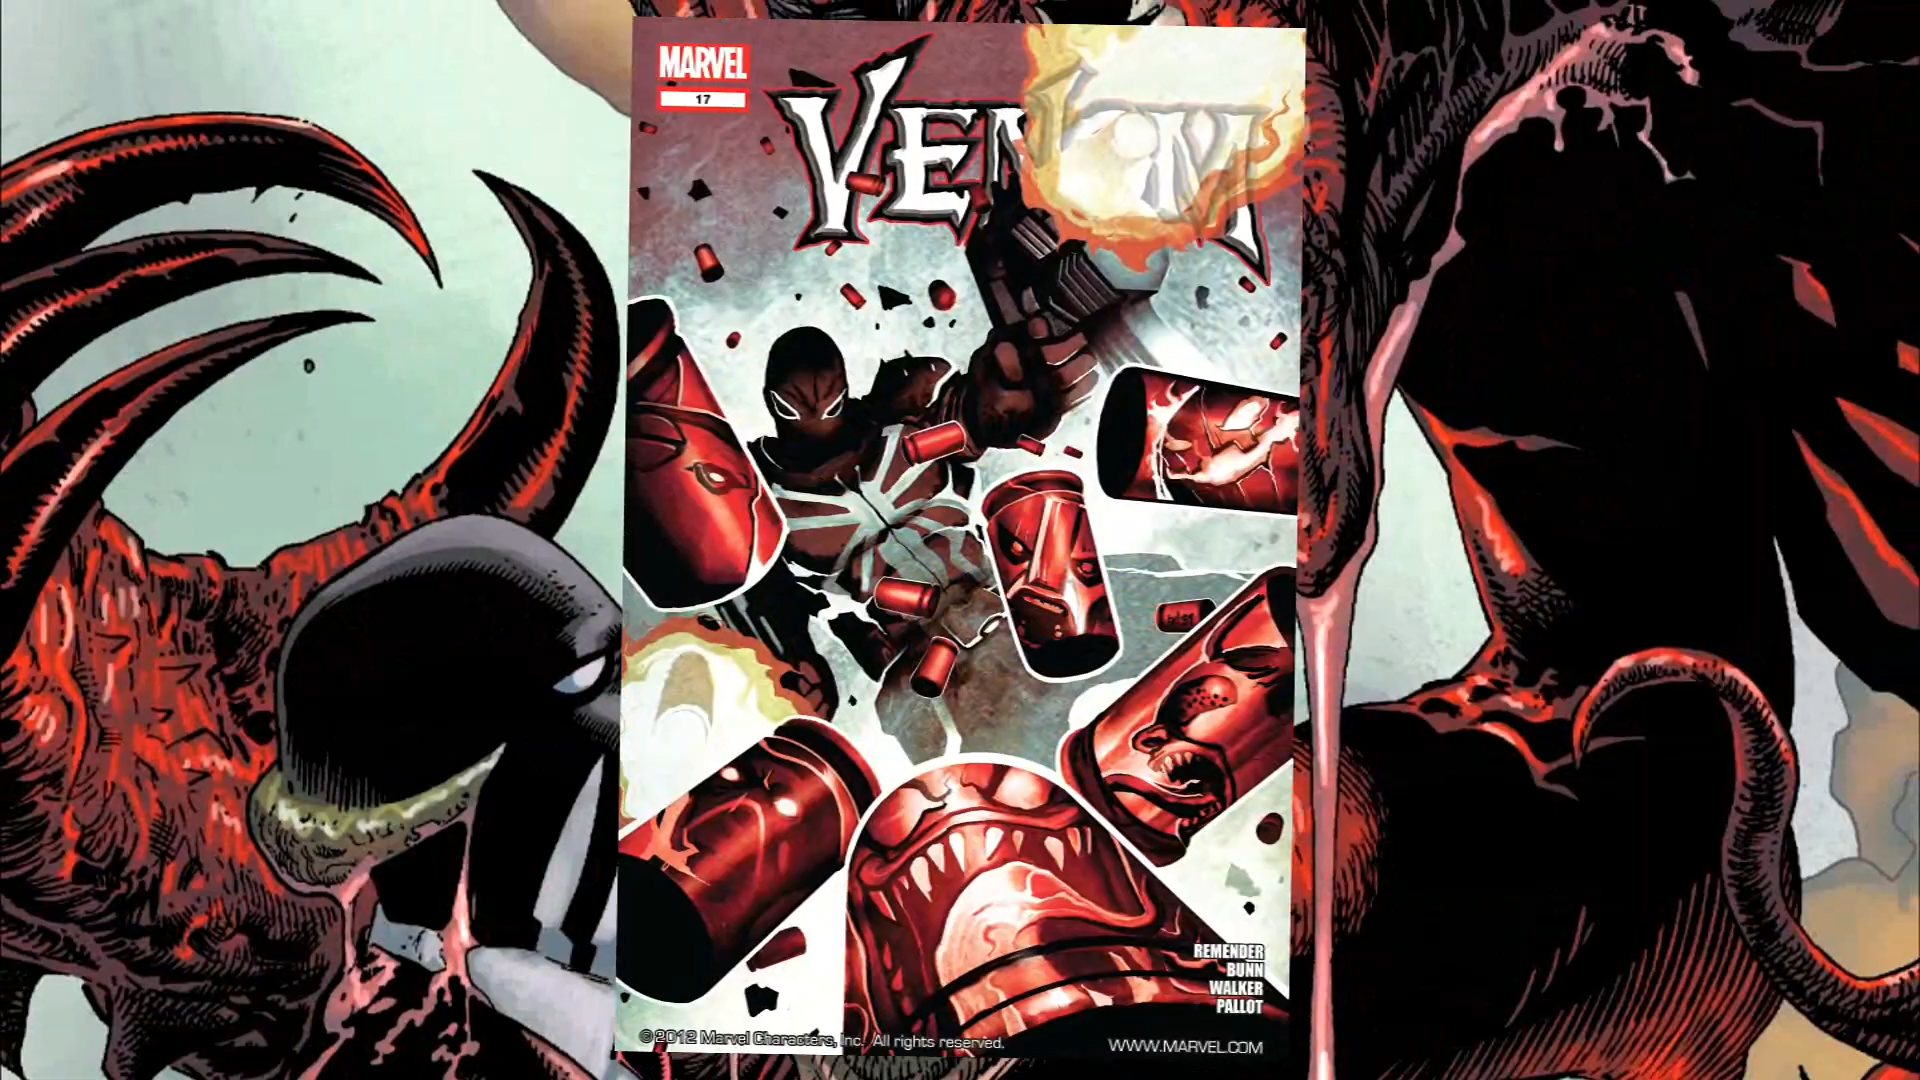 MARVEL
17
VENOM
REMENDER
BUNN
WALKER
PALLOT
©2012 Marvel Characters, Inc. All rights reserved.
WWW.MARVEL.COM